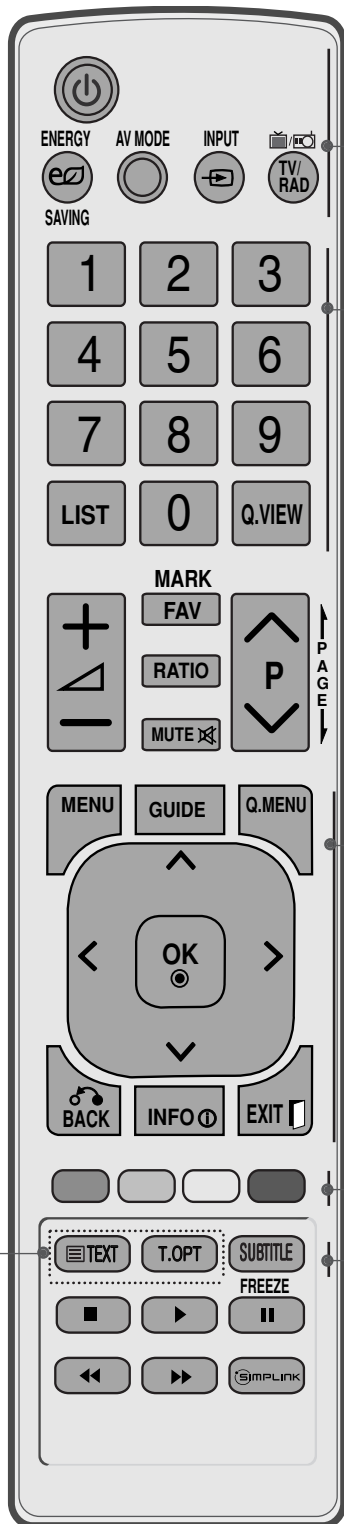 ENERGY AV MODE INPUT
TV/
RAD
SAVING
1 2 3
4 5 6
7 8 9
LIST 0 Q.VIEW
MARK
FAV
RATIO
P
PAGE
MUTE
MENU GUIDE Q.MENU
OK
BACK INFO EXIT
TEXT T.OPT SUBTITLE
FREEZE
SIMPLINK